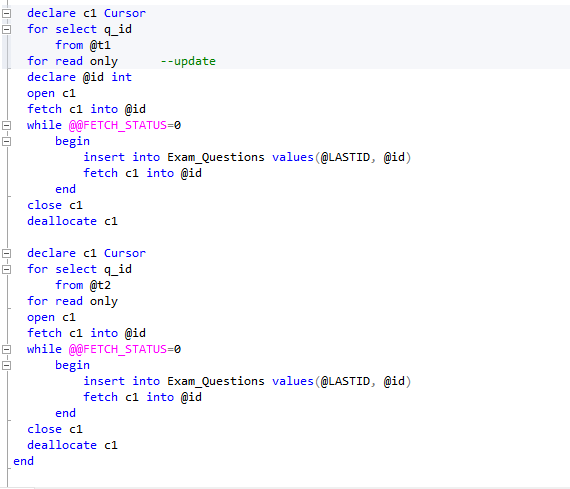 declare c1 Cursor
for select q_id
from @t1
for read only --update
declare @id int
open c1
fetch c1 into @id
while @@FETCH_STATUS=0
begin
insert into Exam_Questions values(@LASTID, @id)
fetch c1 into @id
end
close c1
deallocate c1
declare c1 Cursor
for select q_id
from @t2
for read only
open c1
fetch c1 into @id
while @@FETCH_STATUS=0
begin
insert into Exam_Questions values(@LASTID, @id)
fetch c1 into @id
end
close c1
deallocate c1
end